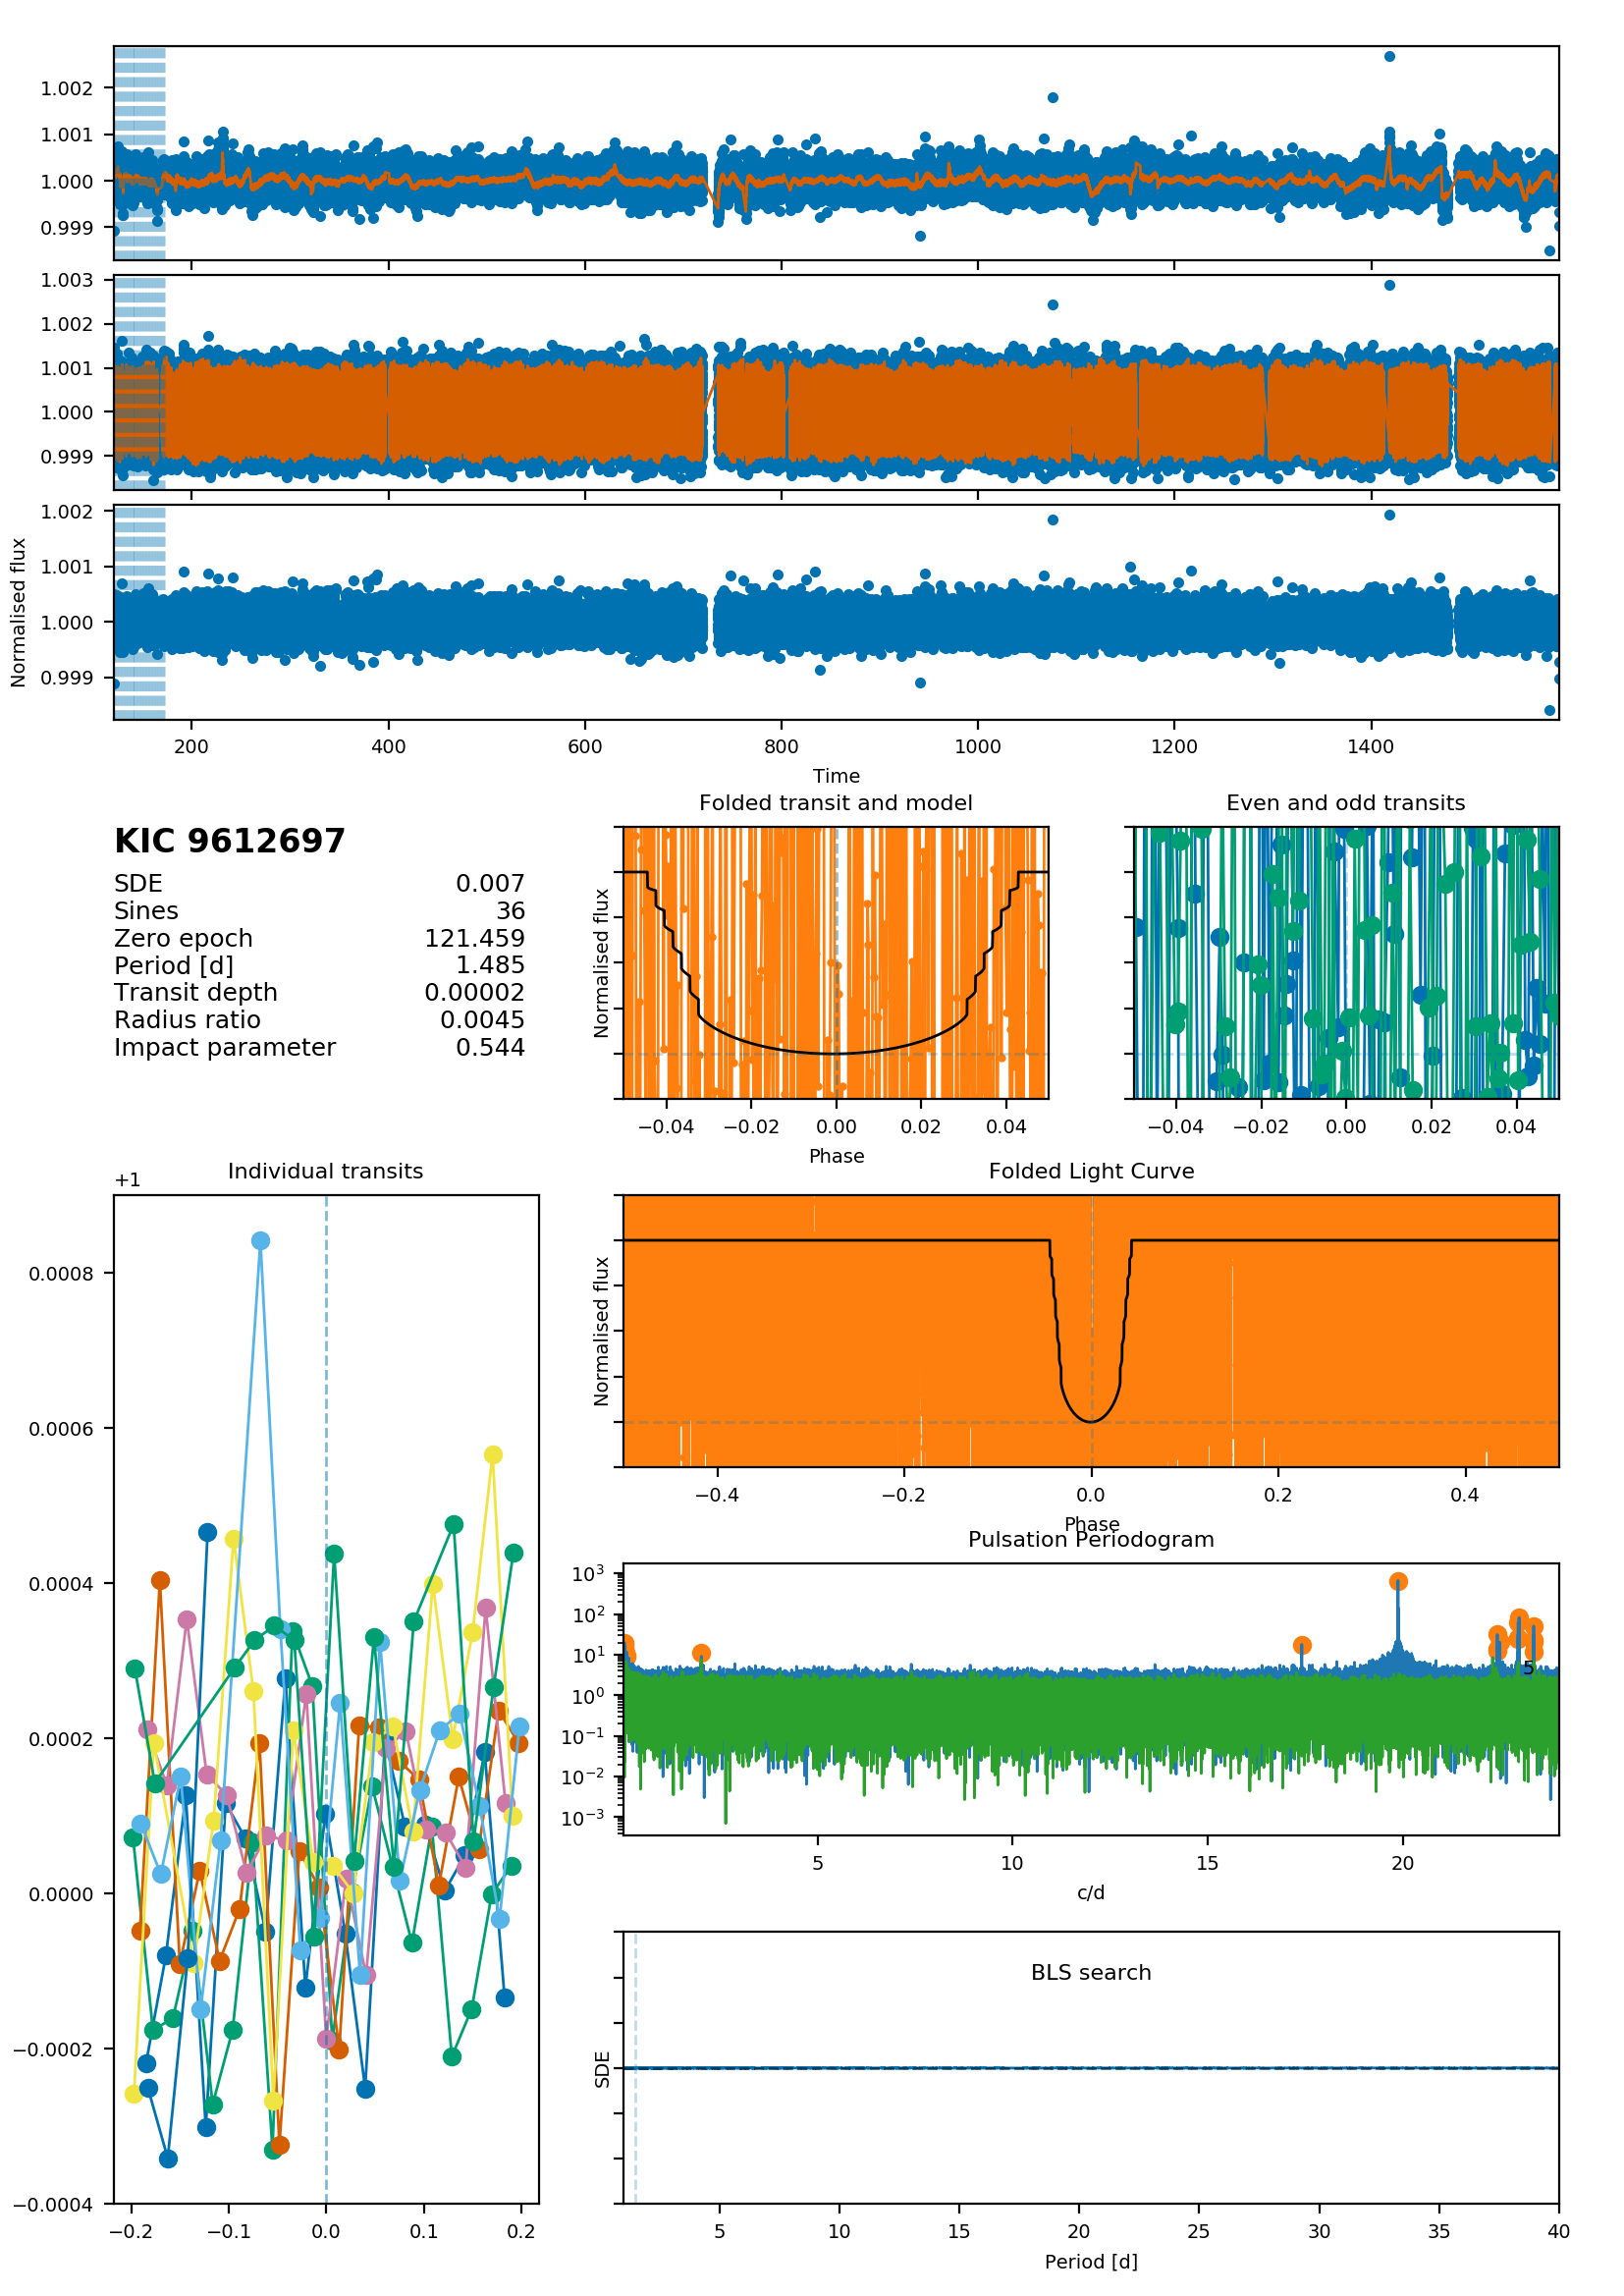 1.002
1.001
1.000
0.999
1.003
1.002
1.001
1.000
0.999
1.002
1.001
1.000
0.999
Normalised flux
200 400 600 800 1000 1200 1400
Time
KIC 9612697
SDE 0.007
Sines 36
Zero epoch 121.459
Period [d] 1.485
Transit depth 0.00002
Radius ratio 0.0045
Impact parameter 0.544
Folded transit and model
Normalised flux
−0.04 −0.02 0.00 0.02 0.04
Phase
Even and odd transits
−0.04 −0.02 0.00 0.02 0.04
Individual transits
+1
0.0008
0.0006
0.0004
0.0002
0.0000
−0.0002
−0.0004
−0.2 −0.1 0.0 0.1 0.2
Folded Light Curve
Normalised flux
−0.4 −0.2 0.0 0.2 0.4
Phase
Pulsation Periodogram
10³
10²
10¹
10⁰
10⁻¹
10⁻²
10⁻³
5
5 10 15 20
c/d
BLS search
SDE
5 10 15 20 25 30 35 40
Period [d]